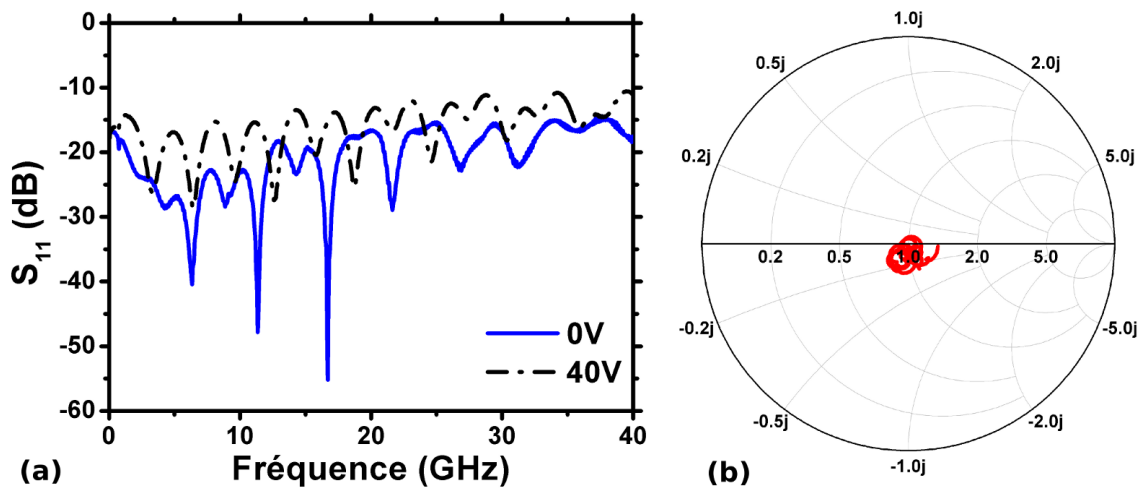 (a)
0
-10
-20
-30
-40
-50
-60
S11 (dB)
0V
40V
0 10 20 30 40
Fréquence (GHz)
(b)
1.0j
0.5j 2.0j
0.2j 5.0j
0.2 0.5 1.0 2.0 5.0
-0.2j -5.0j
-0.5j -2.0j
-1.0j